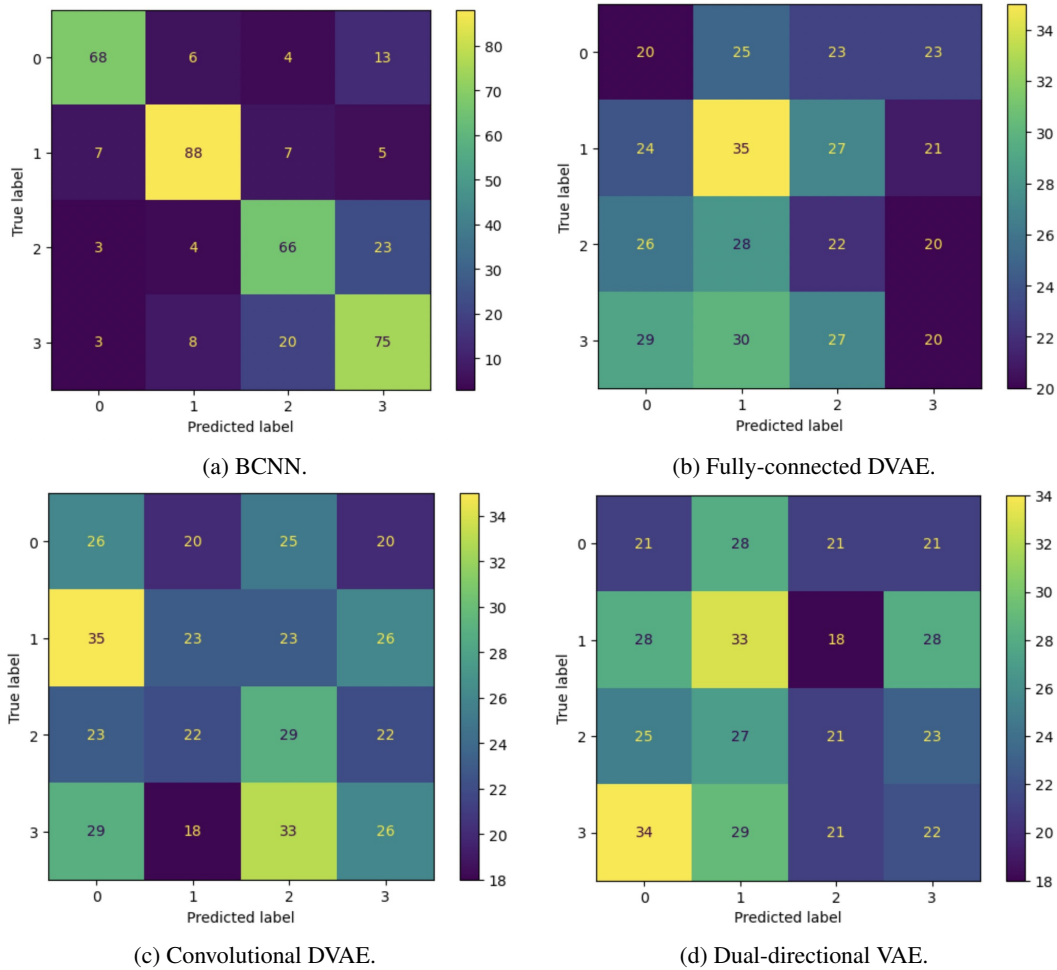 0 68 6 4 13
1 7 88 7 5
2 3 4 66 23
3 3 8 20 75
0 1 2 3
True label
Predicted label
80
70
60
50
40
30
20
10
(a) BCNN.
0 20 25 23 23
1 24 35 27 21
2 26 28 22 20
3 29 30 27 20
0 1 2 3
True label
Predicted label
34
32
30
28
26
24
22
20
(b) Fully-connected DVAE.
0 26 20 25 20
1 35 23 23 26
2 23 22 29 22
3 29 18 33 26
0 1 2 3
True label
Predicted label
34
32
30
28
26
24
22
20
18
(c) Convolutional DVAE.
0 21 28 21 21
1 28 33 18 28
2 25 27 21 23
3 34 29 21 22
0 1 2 3
True label
Predicted label
34
32
30
28
26
24
22
20
18
(d) Dual-directional VAE.